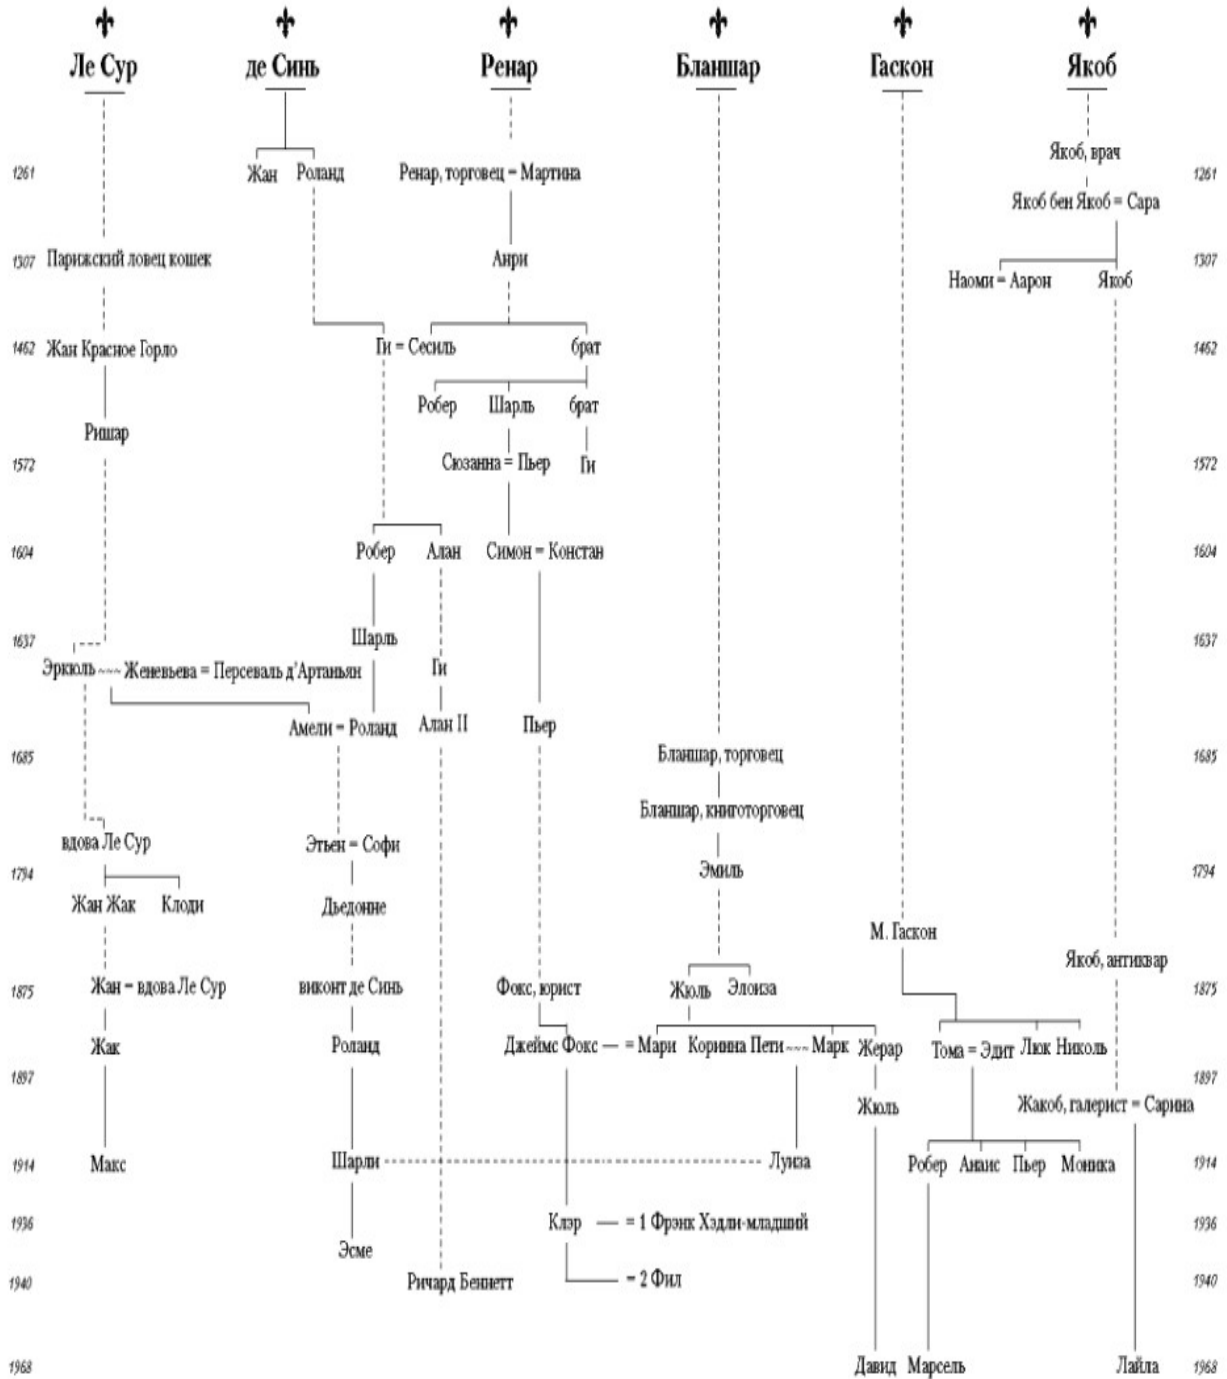 Ле Сур де Синь Ренар Бланшар Гаскон Якоб
Якоб, врач
1261 Жан Роланд Ренар, торговец = Мартина 1261
Якоб бен Якоб = Сара
1307 Парижский ловец кошек Анри 1307
Наоми = Аарон Якоб
1462 Жан Красное Горло Ги = Сесиль брат 1462
Робер Шарль брат
Ришар
1572 Сюзанна = Пьер Ги 1572
1604 Робер Алан Симон = Констан 1604
1637 Шарль 1637
Эркюль ~~~ Женевьева = Персеваль д’Артаньян Ги
Амели = Роланд Алан II Пьер
1685 Бланшар, торговец 1685
Бланшар, книготорговец
вдова Ле Сур Этьен = Софи
1794 Эмиль 1794
Жан Жак Клоди Дьедонне
М. Гаскон
Якоб, антиквар
1875 Жан = вдова Ле Сур виконт де Синь Фокс, юрист Жюль Элоиза 1875
Жак Роланд Джеймс Фокс — = Мари Коринна Пети ~~~ Марк Жерар Тома = Эдит Люк Николь
1897 1897
Жюль Жакоб, галерист = Сарина
1914 Макс Шарли Луиза Робер Анаис Пьер Моника 1914
1936 Клэр — = 1 Фрэнк Хэдли-младший 1936
Эсме
1940 Ричард Беннетт = 2 Фил 1940
1968 Давид Марсель Лайла 1968